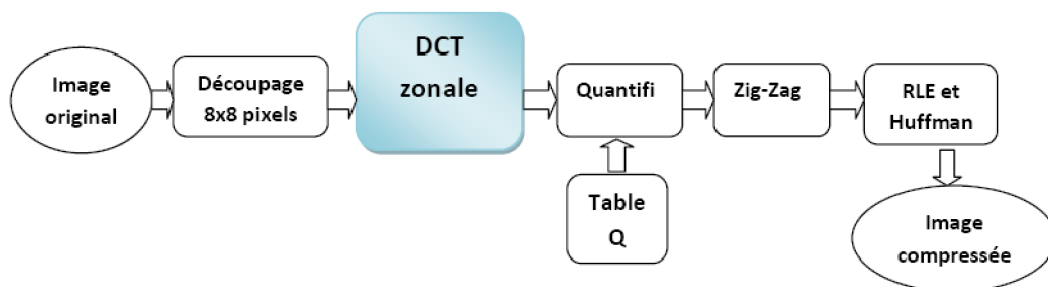 Image
original
Découpage
8x8 pixels
DCT
zonale
Quantifi
Zig-Zag
RLE et
Huffman
Table
Q
Image
compressée